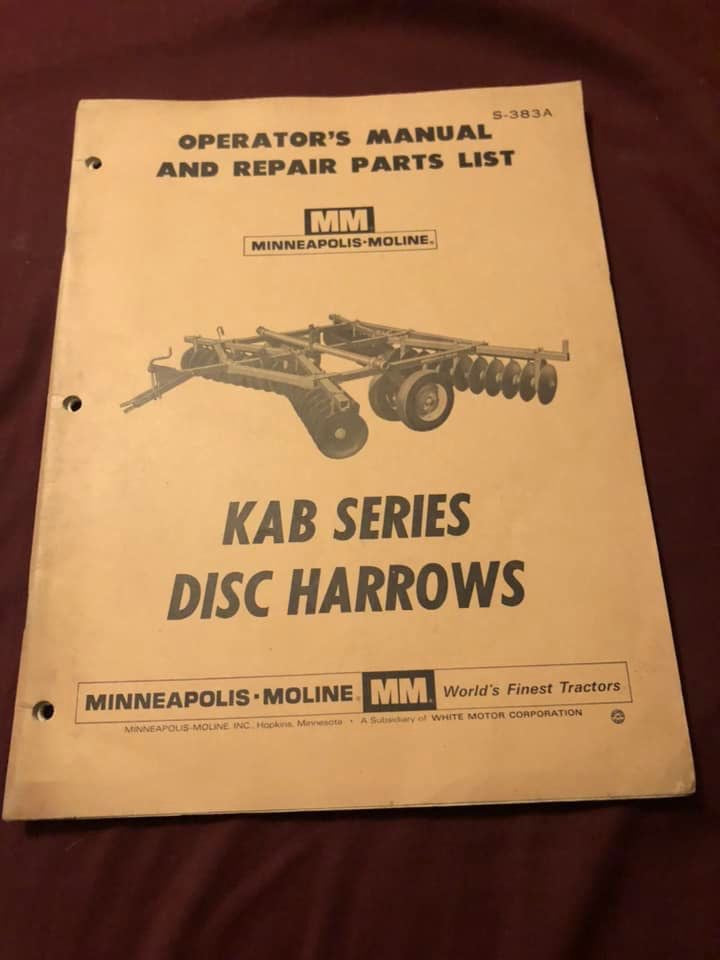 S-383A
OPERATOR'S MANUAL
AND REPAIR PARTS LIST
MM
MINNEAPOLIS-MOLINE®
KAB SERIES
DISC HARROWS
MINNEAPOLIS-MOLINE® MM® World's Finest Tractors
MINNEAPOLIS-MOLINE, INC., Hopkins, Minnesota • A Subsidiary of WHITE MOTOR CORPORATION